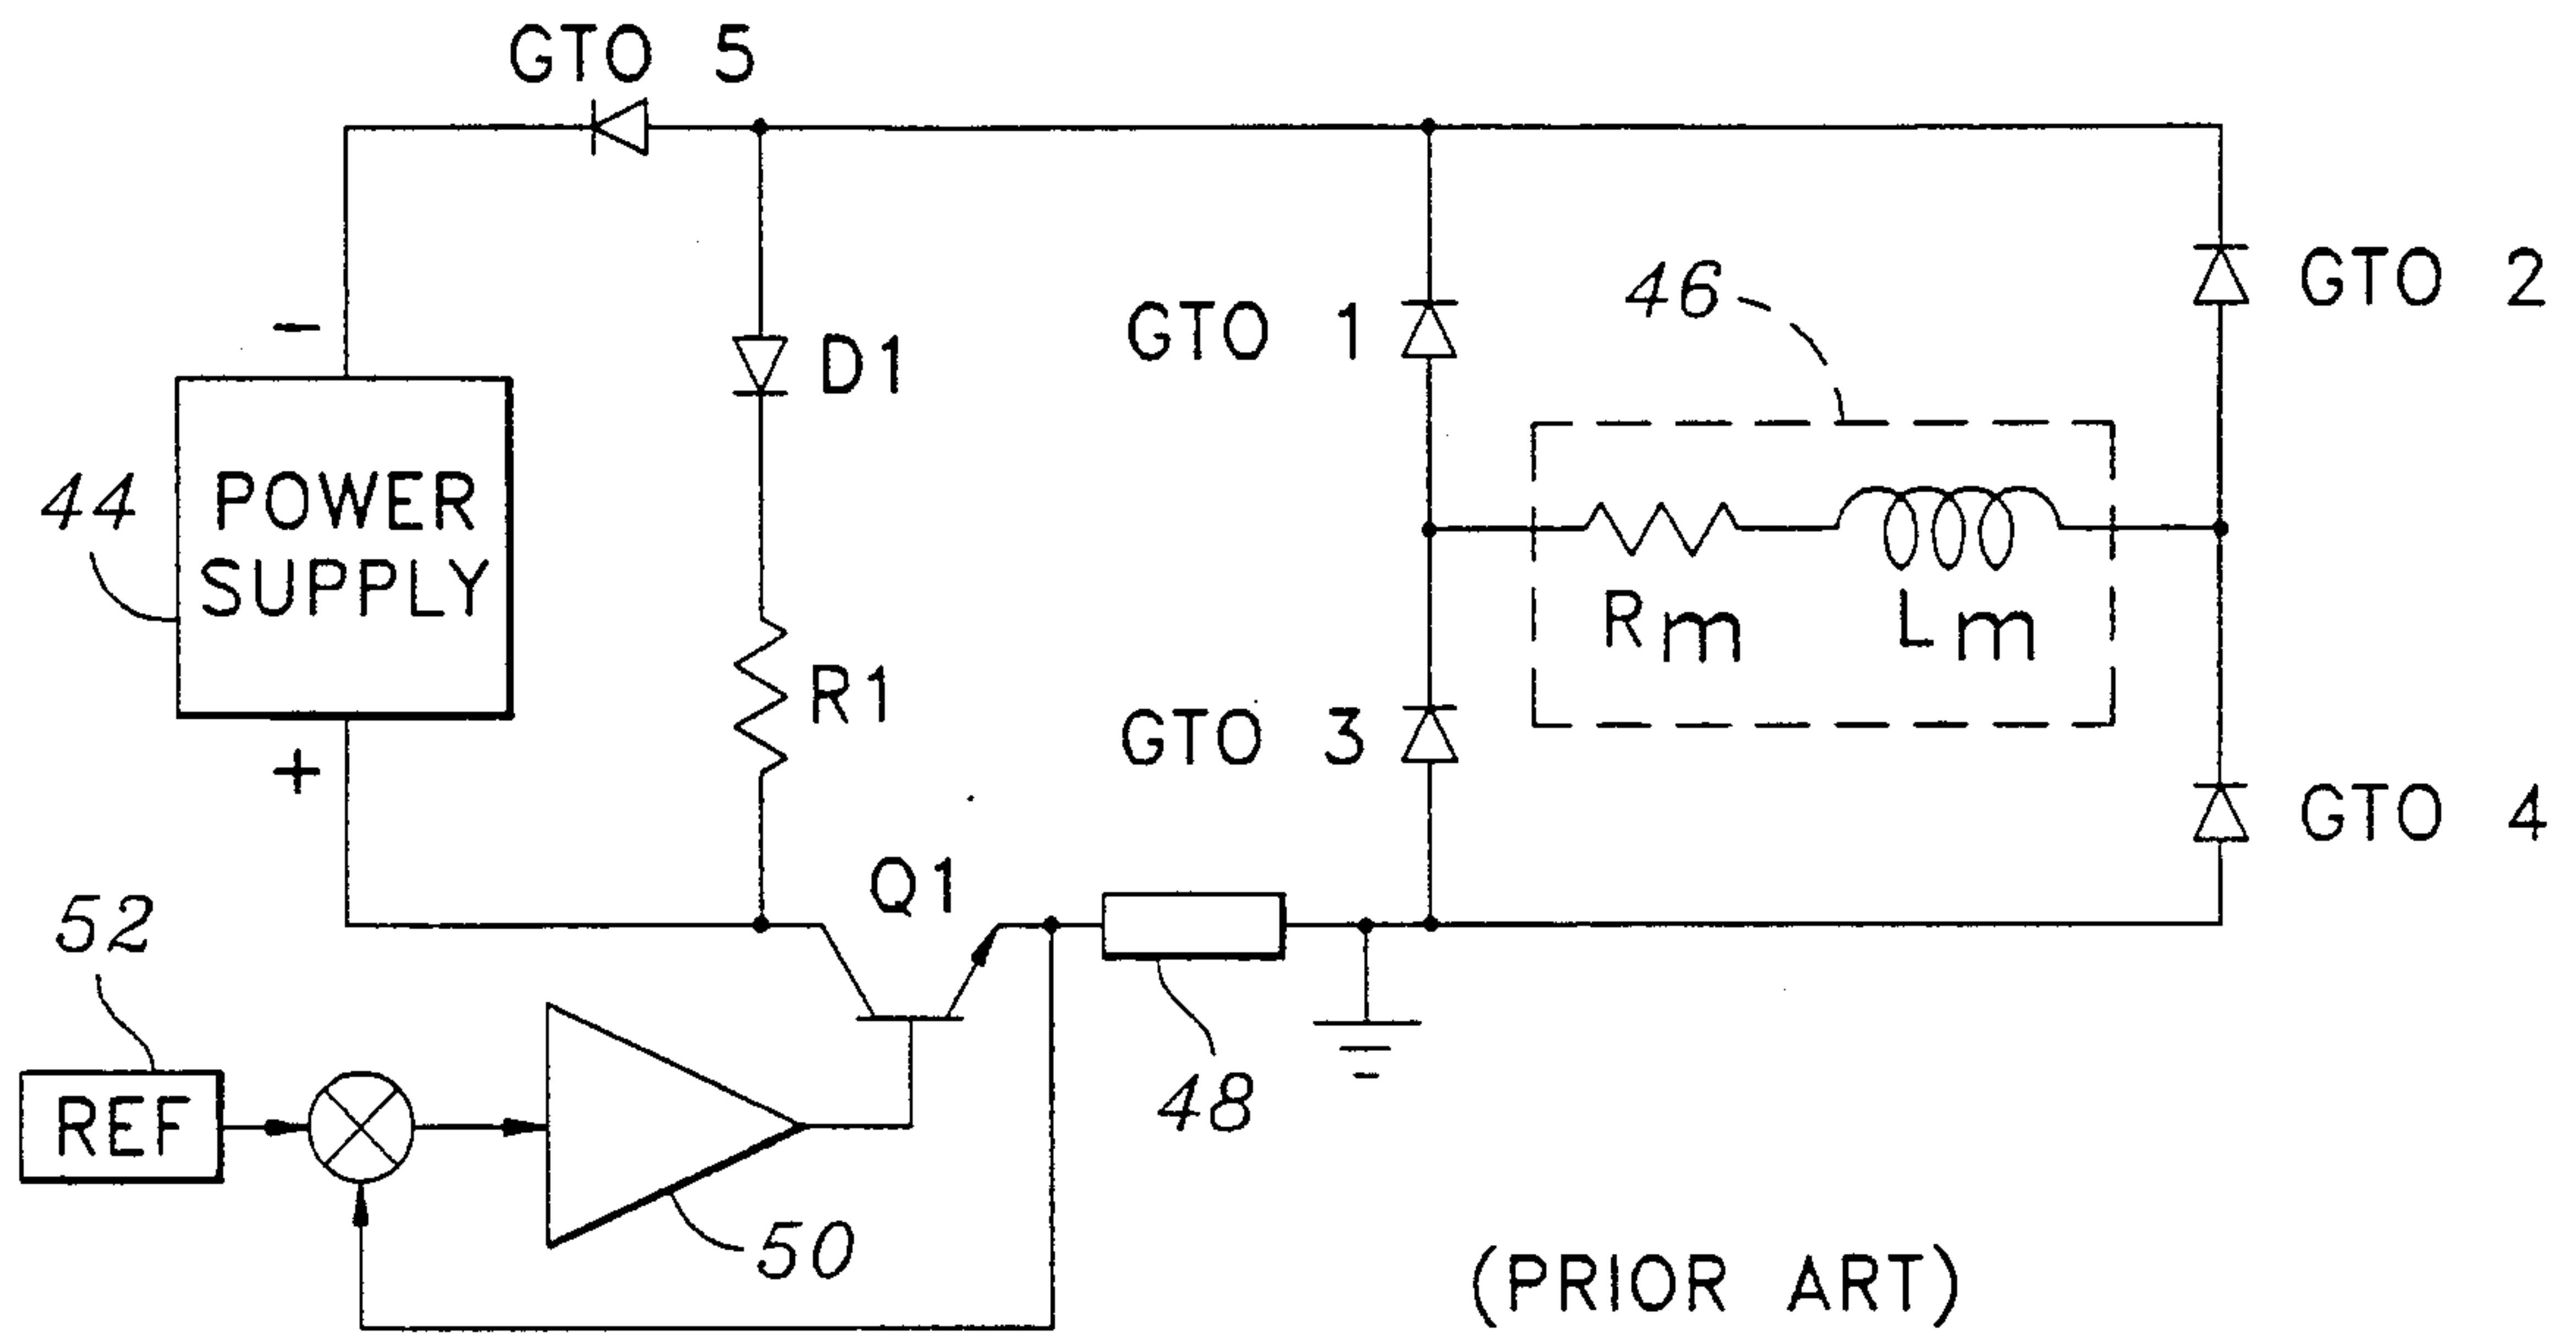 GTO 5
GTO 1
46
GTO 2
−
D1
44
POWER
SUPPLY
Rm
Lm
R1
GTO 3
+
GTO 4
Q1
52
REF
48
50
(PRIOR ART)